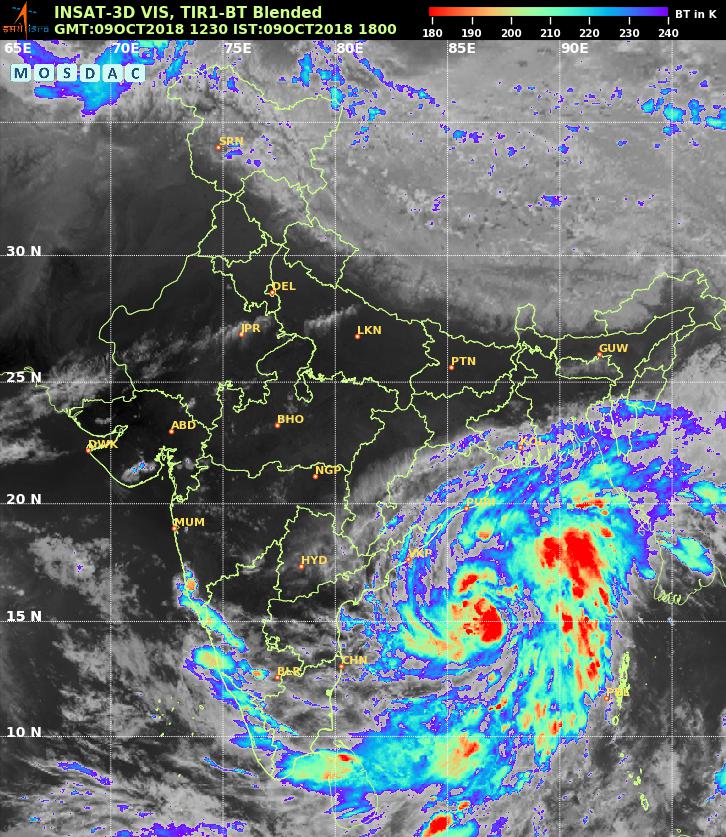 INSAT-3D VIS, TIR1-BT Blended
GMT:09OCT2018 1230 IST:09OCT2018 1800
BT in K
180 190 200 210 220 230 240
65E 70E 75E 80E 85E 90E
MOSDAC
SRN
30 N
DEL
JPR
LKN
GUW
PTN
25 N
BHO
ABD
KOL
DWK
NGP
20 N
PURI
MUM
VKP
HYD
15 N
CHN
BLR
PBL
10 N